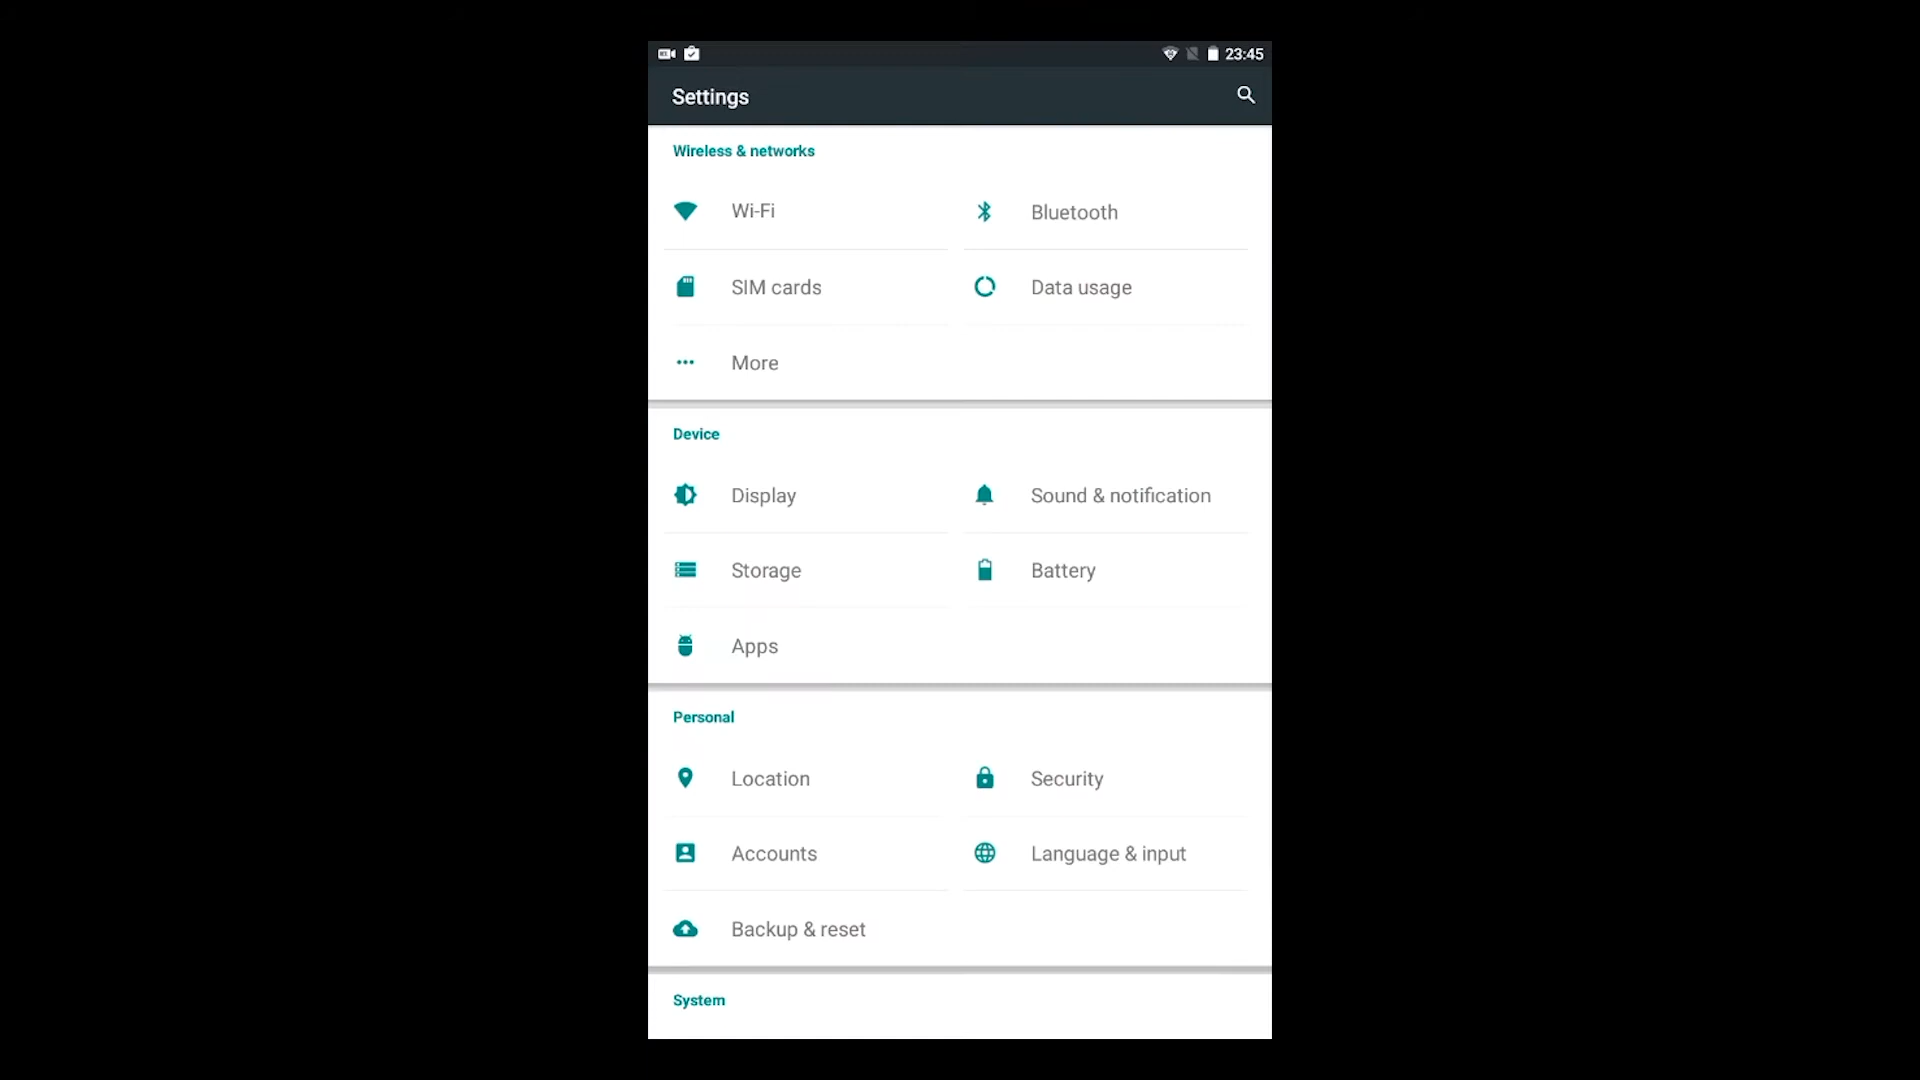 23:45
Settings
Wireless & networks
Wi-Fi
Bluetooth
SIM cards
Data usage
More
Device
Display
Sound & notification
Storage
Battery
Apps
Personal
Location
Security
Accounts
Language & input
Backup & reset
System